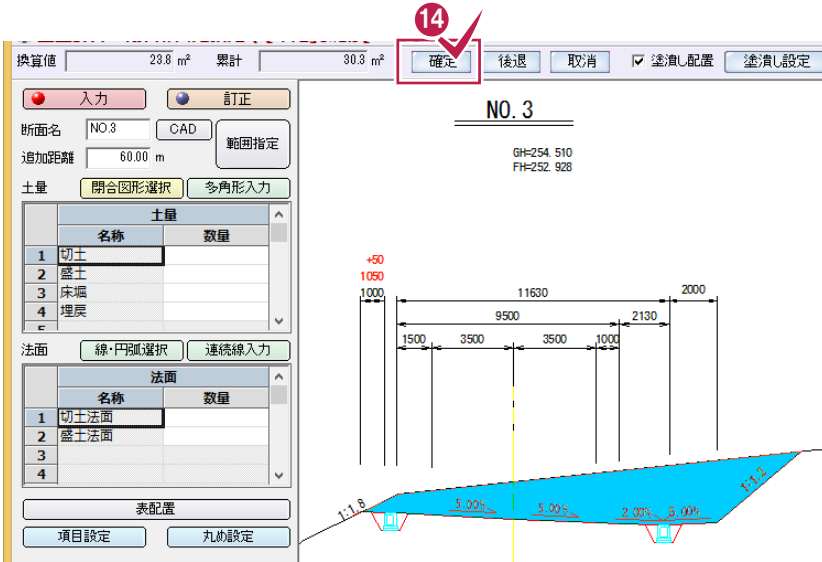 14
換算値 23.8 m² 累計 30.3 m² 確定 後退 取消 塗潰し配置 塗潰し設定
入力 訂正
断面名 NO.3 CAD 範囲指定
追加距離 60.00 m
土量 閉合図形選択 多角形入力
土量
名称 数量
1 切土
2 盛土
3 床堀
4 埋戻
5
法面 線・円弧選択 連続線入力
法面
名称 数量
1 切土法面
2 盛土法面
3
4
表配置
項目設定 丸め設定
NO. 3
GH=254. 510
FH=252. 928
+50
1050
1000 11630 2000
9500 2130
1500 3500 3500 1000
1:1.8 5.00% 5.00% 2.00% 6.00% 1:1.2